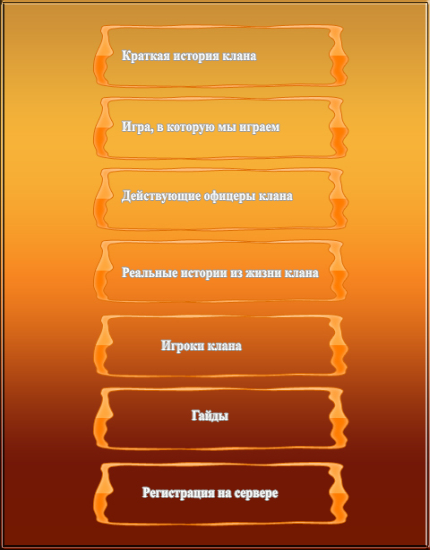 Краткая история клана
Игра, в которую мы играем
Действующие офицеры клана
Реальные истории из жизни клана
Игроки клана
Гайды
Регистрация на сервере